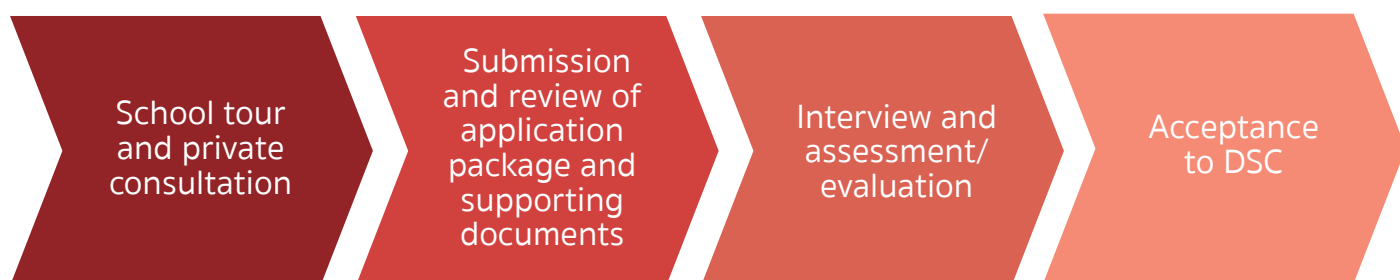 School tour
and private
consultation
Submission
and review of
application
package and
supporting
documents
Interview and
assessment/
evaluation
Acceptance
to DSC